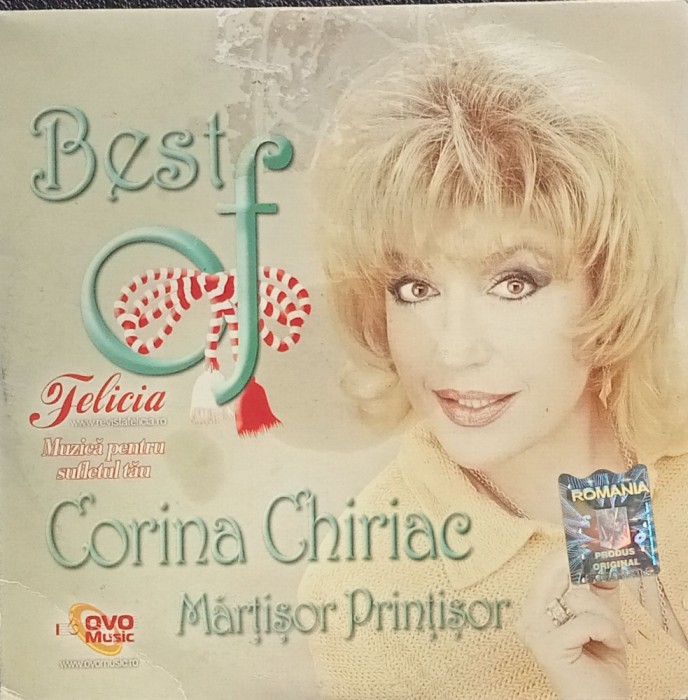 Best
of
Felicia
www.revistafelicia.ro
Muzică pentru
sufletul tău
Corina Chiriac
Mărțișor Prințișor
OVO
Music
www.ovomusic.ro
ROMANIA
PRODUS
ORIGINAL